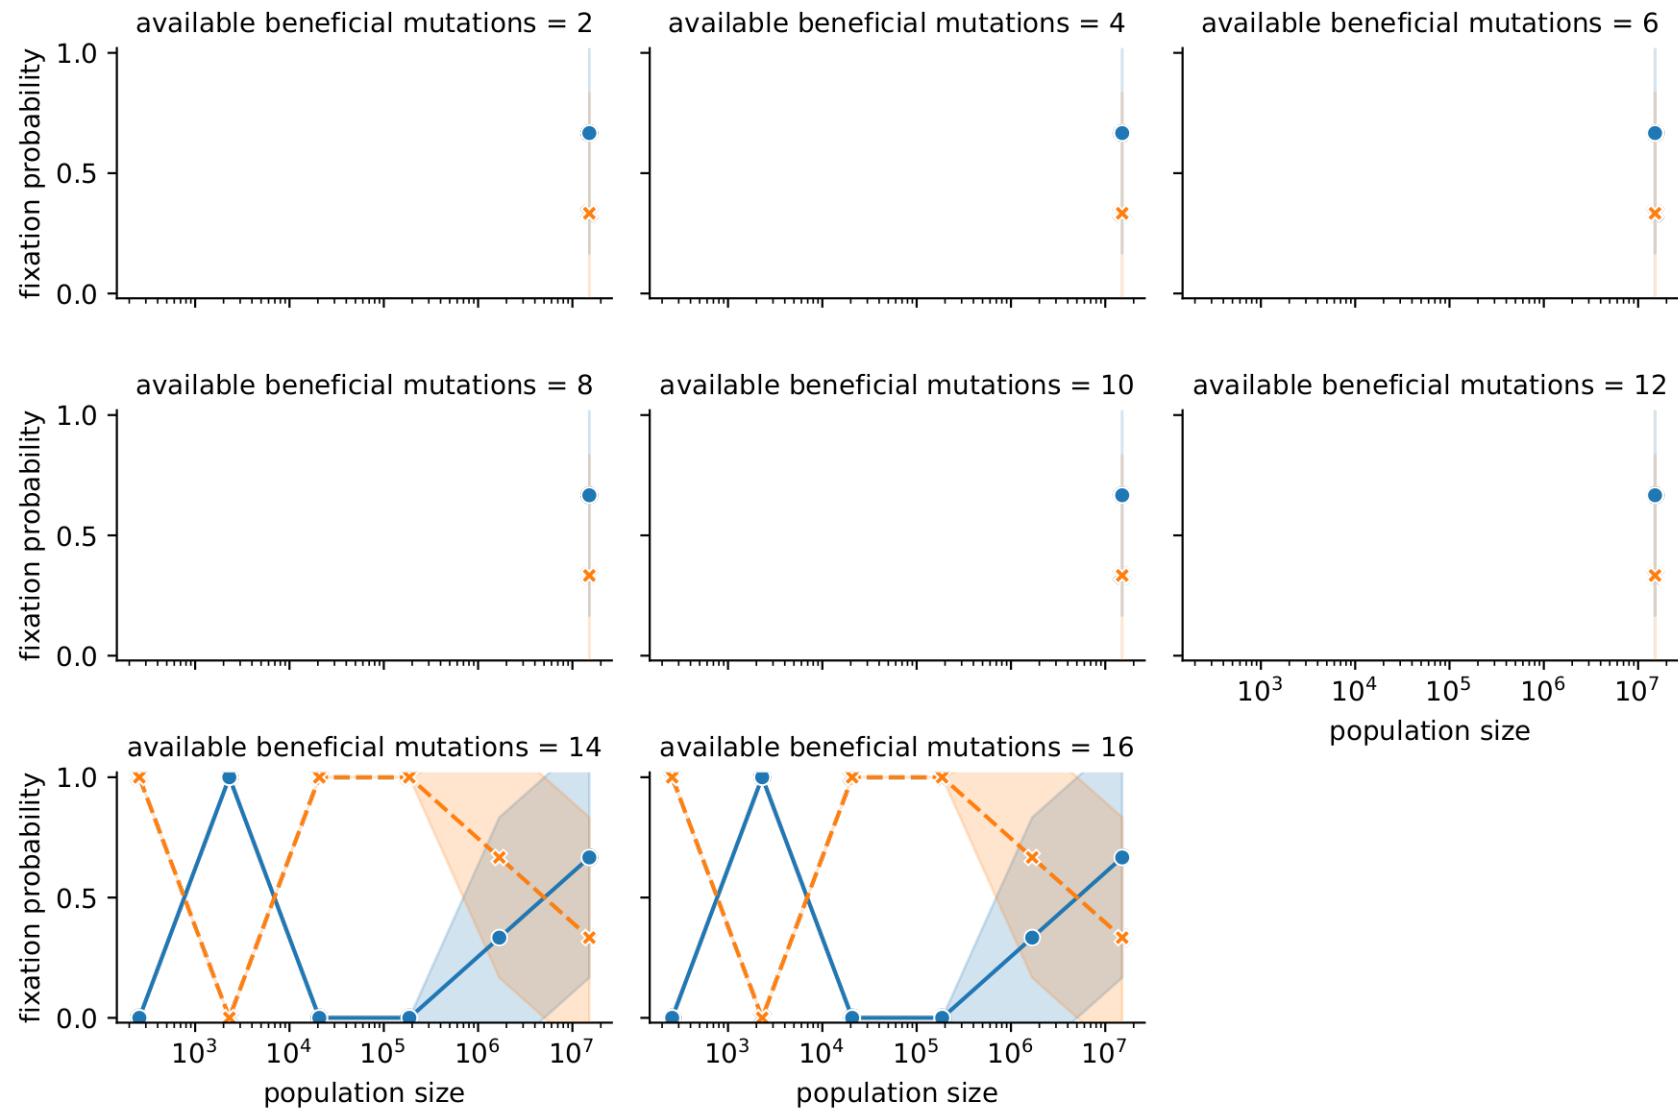 available beneficial mutations = 2
available beneficial mutations = 4
available beneficial mutations = 6
fixation probability
1.0
0.5
0.0
available beneficial mutations = 8
available beneficial mutations = 10
available beneficial mutations = 12
fixation probability
1.0
0.5
0.0
10³ 10⁴ 10⁵ 10⁶ 10⁷
population size
available beneficial mutations = 14
available beneficial mutations = 16
fixation probability
1.0
0.5
0.0
10³ 10⁴ 10⁵ 10⁶ 10⁷
10³ 10⁴ 10⁵ 10⁶ 10⁷
population size
population size